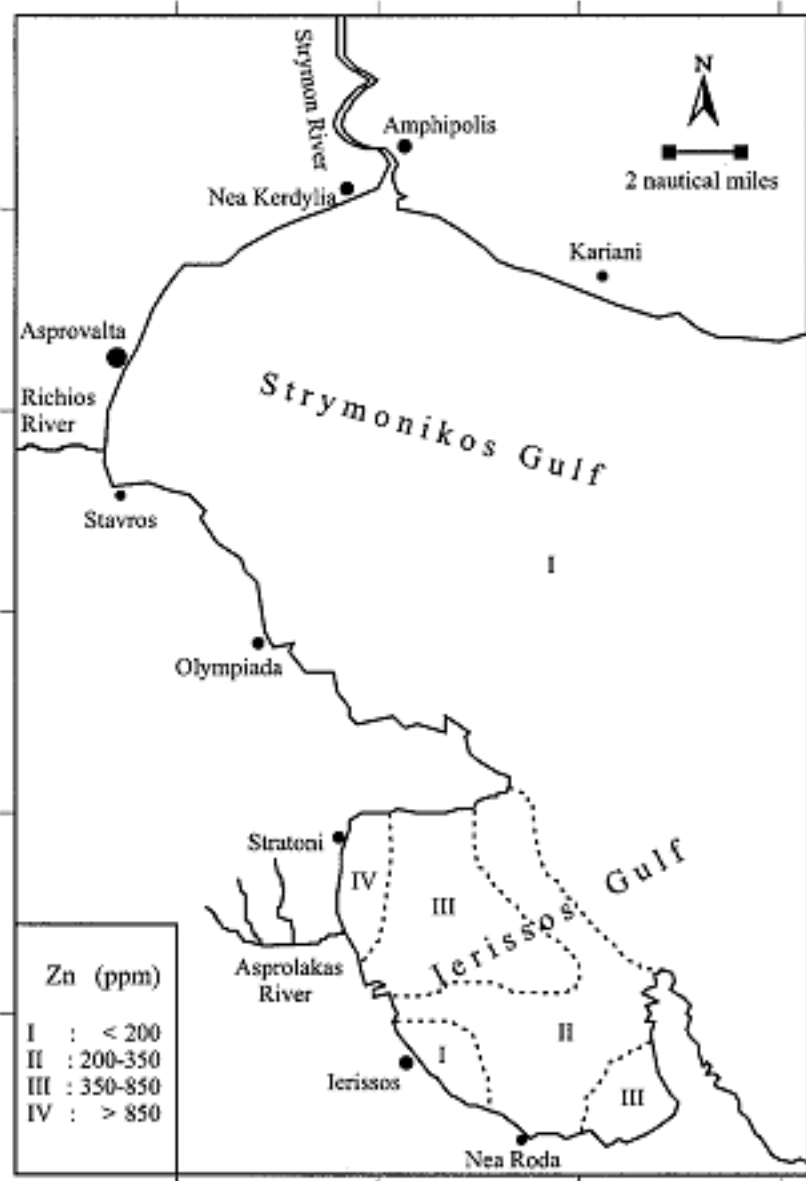 Strymon River
N
Amphipolis
2 nautical miles
Nea Kerdylia
Kariani
Asprovalta
Richios
River
Strymonikos Gulf
Stavros
I
Olympiada
Stratoni
IV
III
Ierissos Gulf
Asprolakas
River
I
II
Ierissos
III
Nea Roda
Zn (ppm)
I : < 200
II : 200-350
III : 350-850
IV : > 850